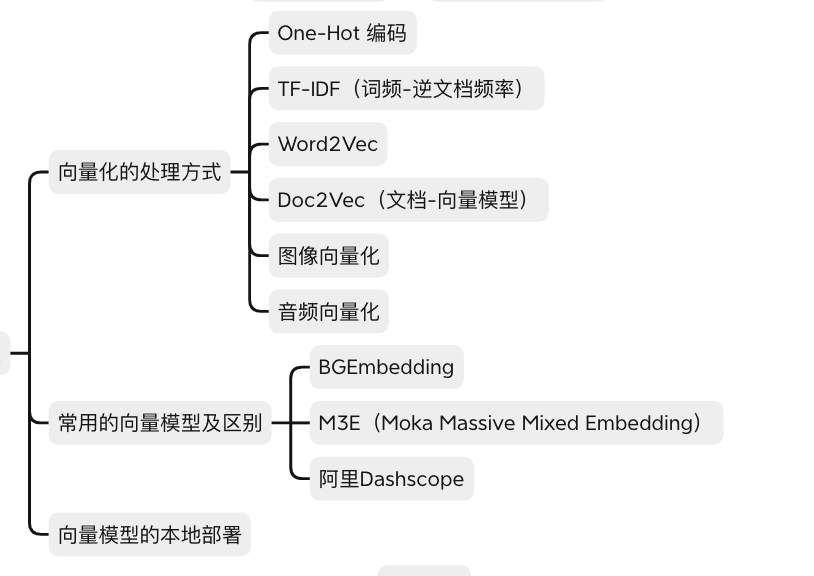 One-Hot 编码
TF-IDF（词频-逆文档频率）
Word2Vec
向量化的处理方式
Doc2Vec（文档-向量模型）
图像向量化
音频向量化
BGEmbedding
常用的向量模型及区别
M3E（Moka Massive Mixed Embedding）
阿里Dashscope
向量模型的本地部署